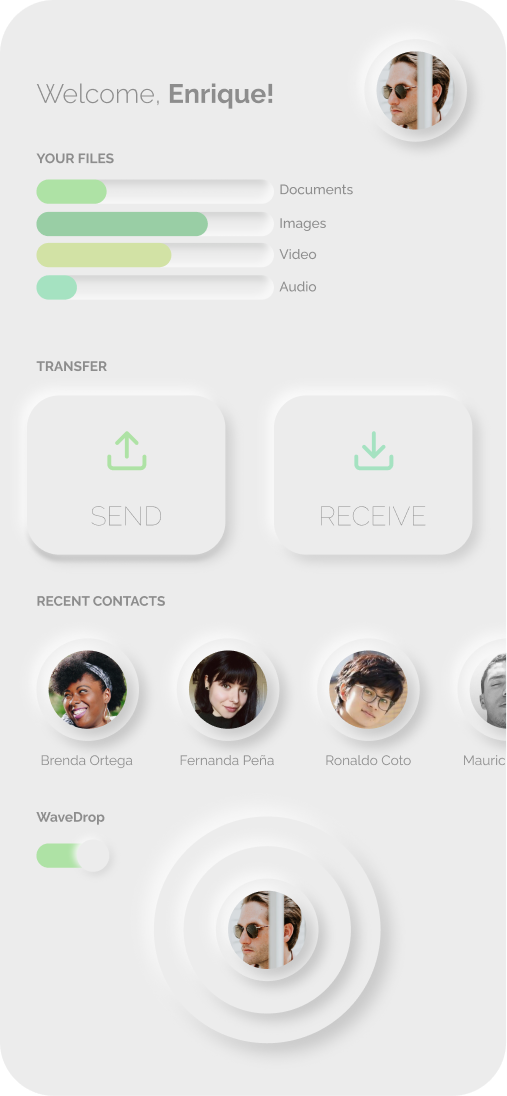 Welcome, Enrique!
YOUR FILES
Documents
Images
Video
Audio
TRANSFER
SEND
RECEIVE
RECENT CONTACTS
Brenda Ortega
Fernanda Peña
Ronaldo Coto
Mauric
WaveDrop